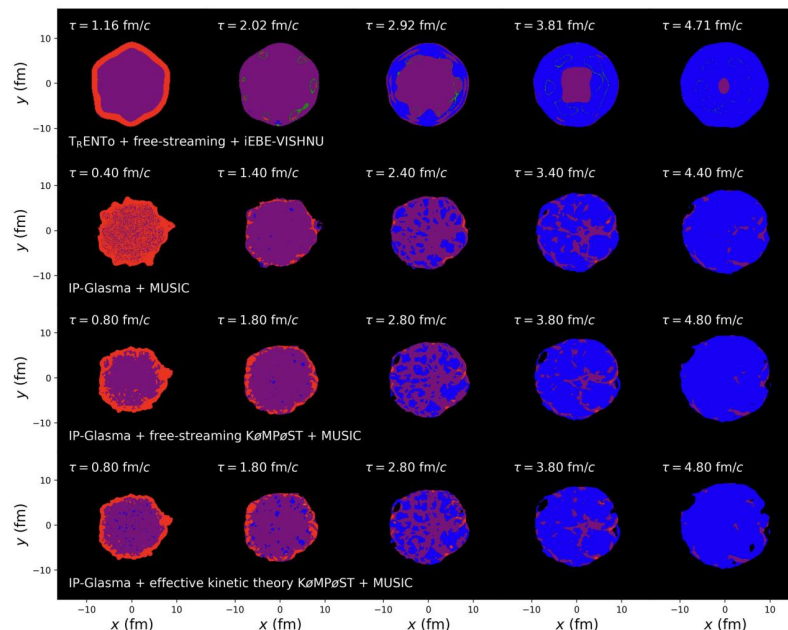 τ = 1.16 fm/c τ = 2.02 fm/c τ = 2.92 fm/c τ = 3.81 fm/c τ = 4.71 fm/c
10
0
−10
y (fm)
TRENTo + free-streaming + iEBE-VISHNU
τ = 0.40 fm/c τ = 1.40 fm/c τ = 2.40 fm/c τ = 3.40 fm/c τ = 4.40 fm/c
10
0
−10
y (fm)
IP-Glasma + MUSIC
τ = 0.80 fm/c τ = 1.80 fm/c τ = 2.80 fm/c τ = 3.80 fm/c τ = 4.80 fm/c
10
0
−10
y (fm)
IP-Glasma + free-streaming KøMPøST + MUSIC
τ = 0.80 fm/c τ = 1.80 fm/c τ = 2.80 fm/c τ = 3.80 fm/c τ = 4.80 fm/c
10
0
−10
y (fm)
IP-Glasma + effective kinetic theory KøMPøST + MUSIC
−10 0 10 −10 0 10 −10 0 10 −10 0 10 −10 0 10
x (fm) x (fm) x (fm) x (fm) x (fm)